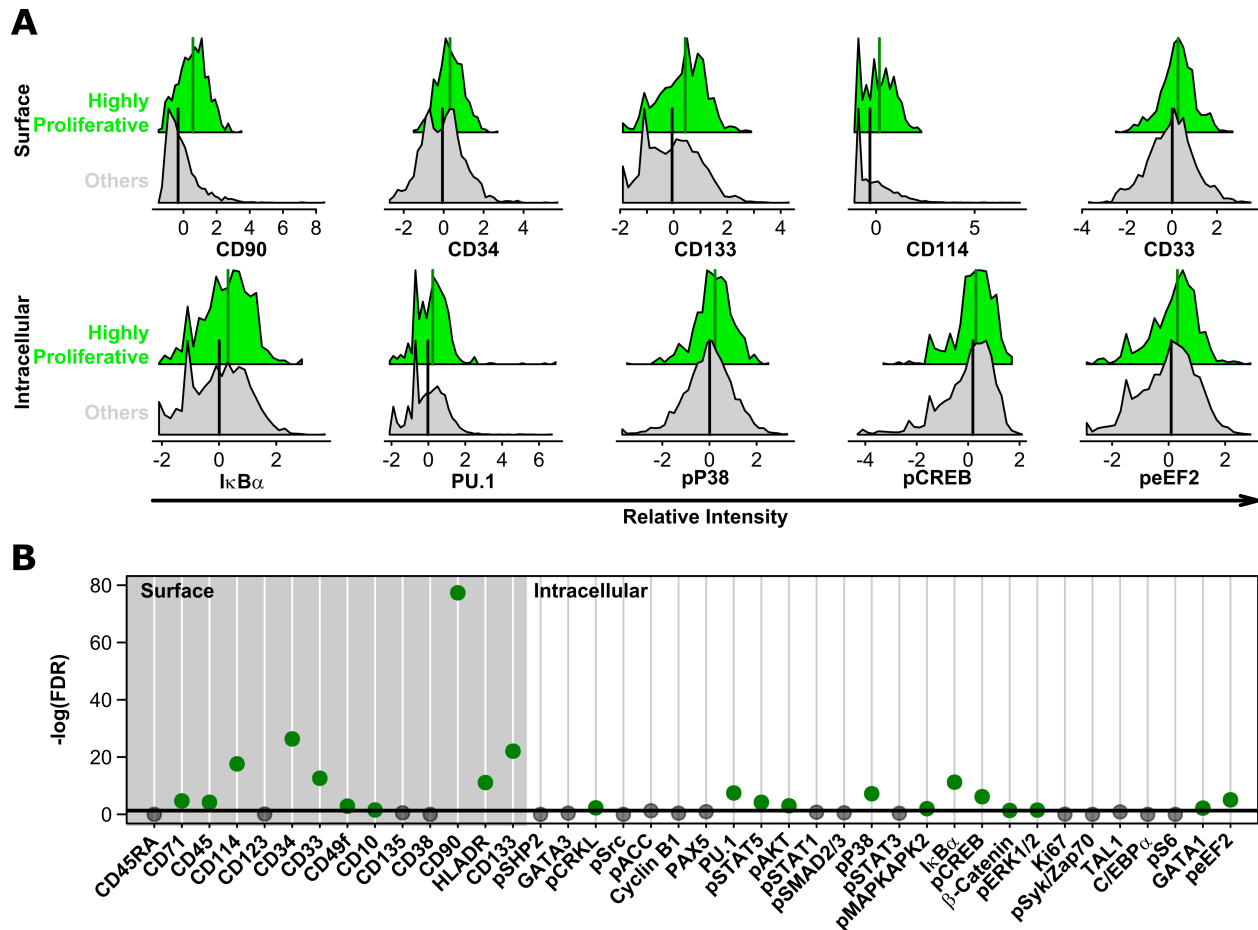 A
Surface
Highly
Proliferative
Others
0 2 4 6 8
CD90
-2 0 2 4
CD34
-2 0 2 4
CD133
0 5
CD114
-4 -2 0 2
CD33
Intracellular
Highly
Proliferative
Others
-2 0 2
IκBα
-2 0 2 4 6
PU.1
-2 0 2
pP38
-4 -2 0 2
pCREB
-2 0 2
peEF2
Relative Intensity
B
-log(FDR)
80
60
40
20
0
Surface
Intracellular
CD45RA
CD71
CD45
CD114
CD123
CD34
CD33
CD49f
CD10
CD135
CD38
CD90
HLADR
CD133
pSHP2
GATA3
pCRKL
pSrc
pACC
Cyclin B1
PAX5
PU.1
pSTAT5
pAKT
pSTAT1
pSMAD2/3
pP38
pSTAT3
pMAPKAPK2
IκBα
pCREB
β-Catenin
pERK1/2
Ki67
pSyk/Zap70
TAL1
C/EBPα
pS6
GATA1
peEF2